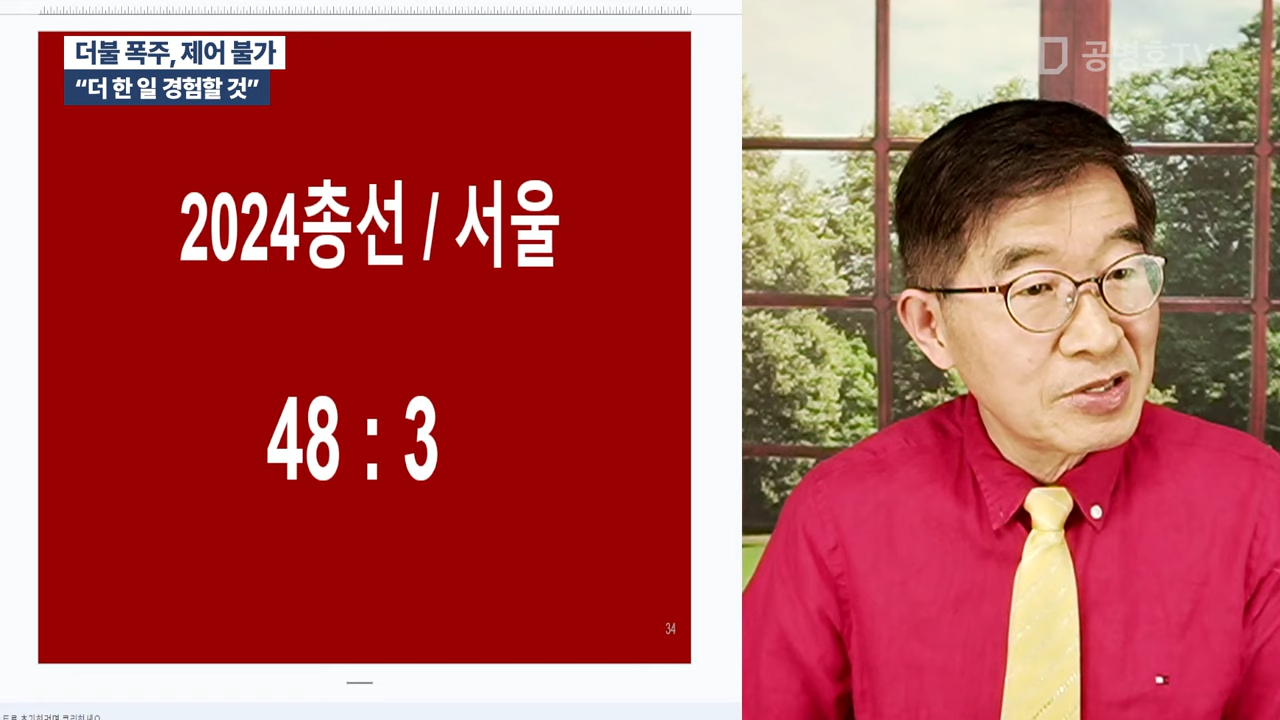 더불 폭주, 제어 불가
“더 한 일 경험할 것”
공병호TV
2024총선 / 서울
48 : 3
34